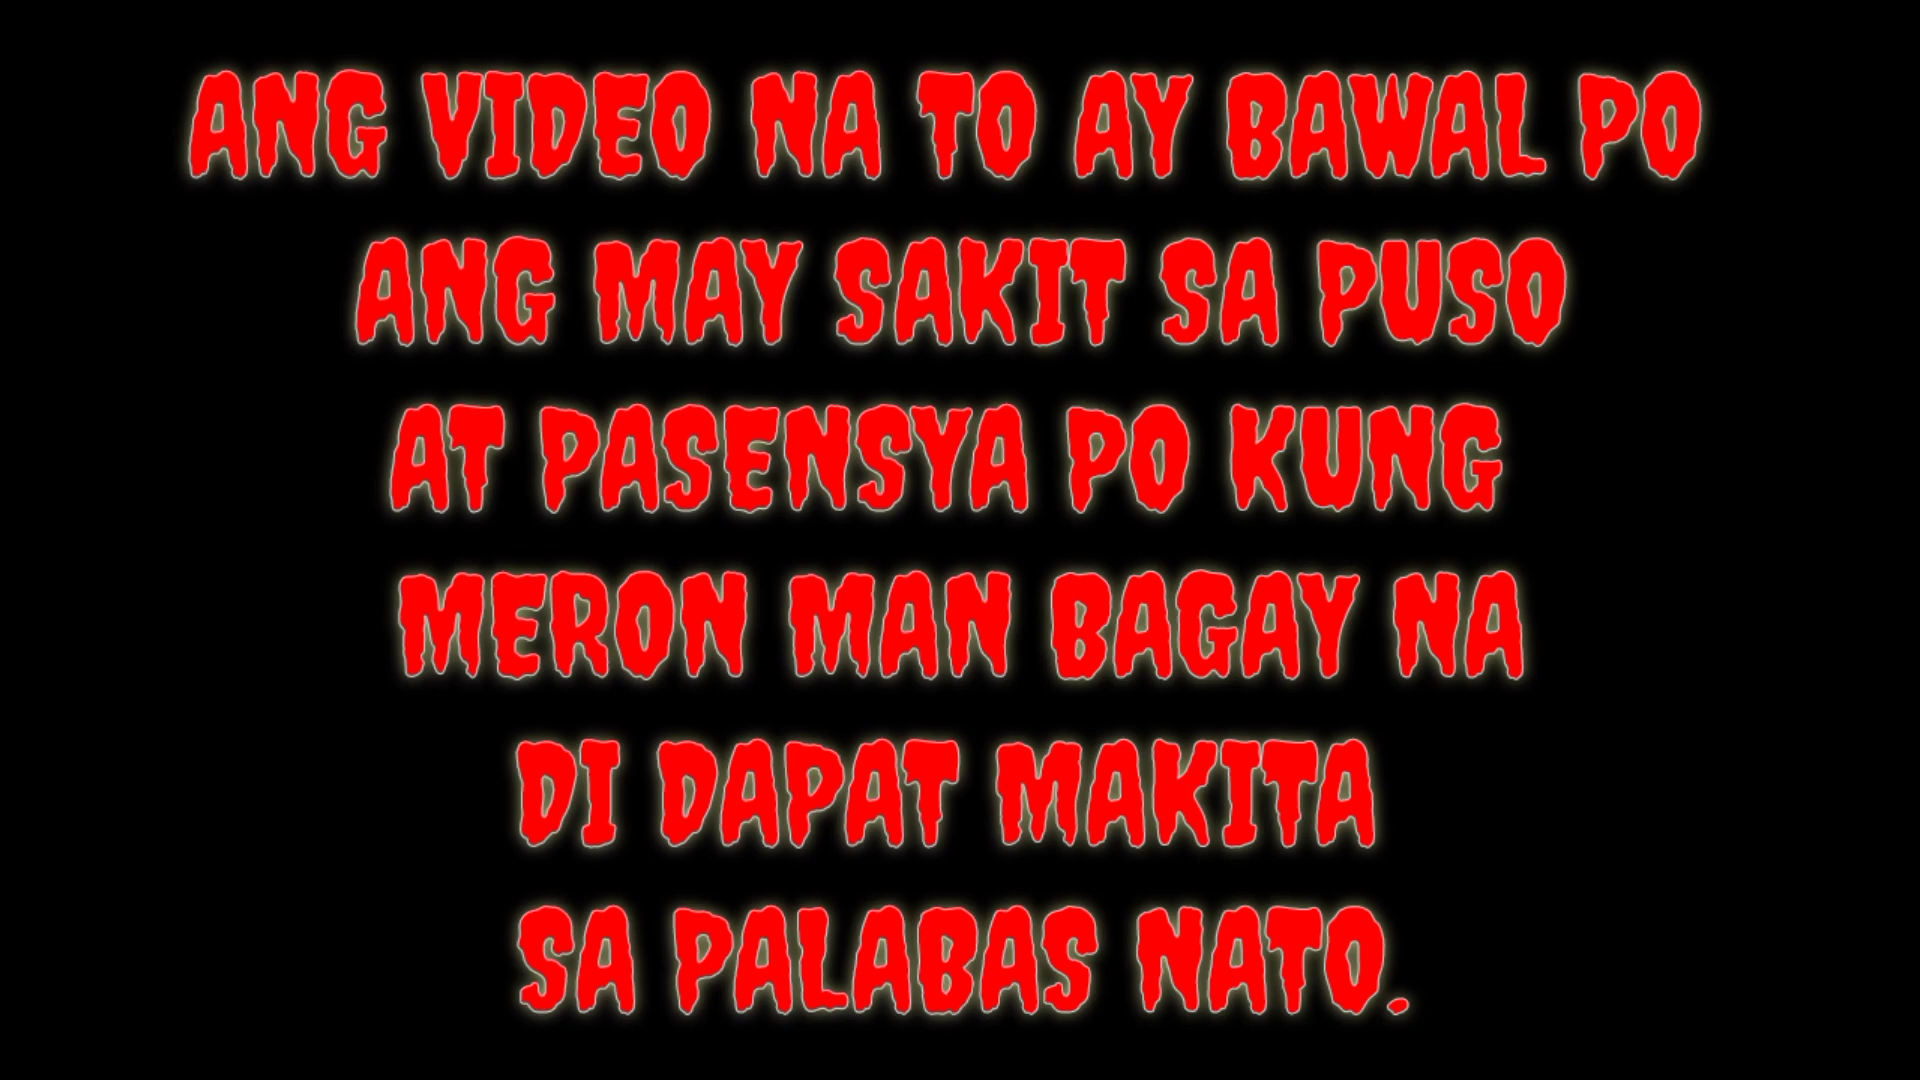 ANG VIDEO NA TO AY BAWAL PO
ANG MAY SAKIT SA PUSO
AT PASENSYA PO KUNG
MERON MAN BAGAY NA
DI DAPAT MAKITA
SA PALABAS NATO.